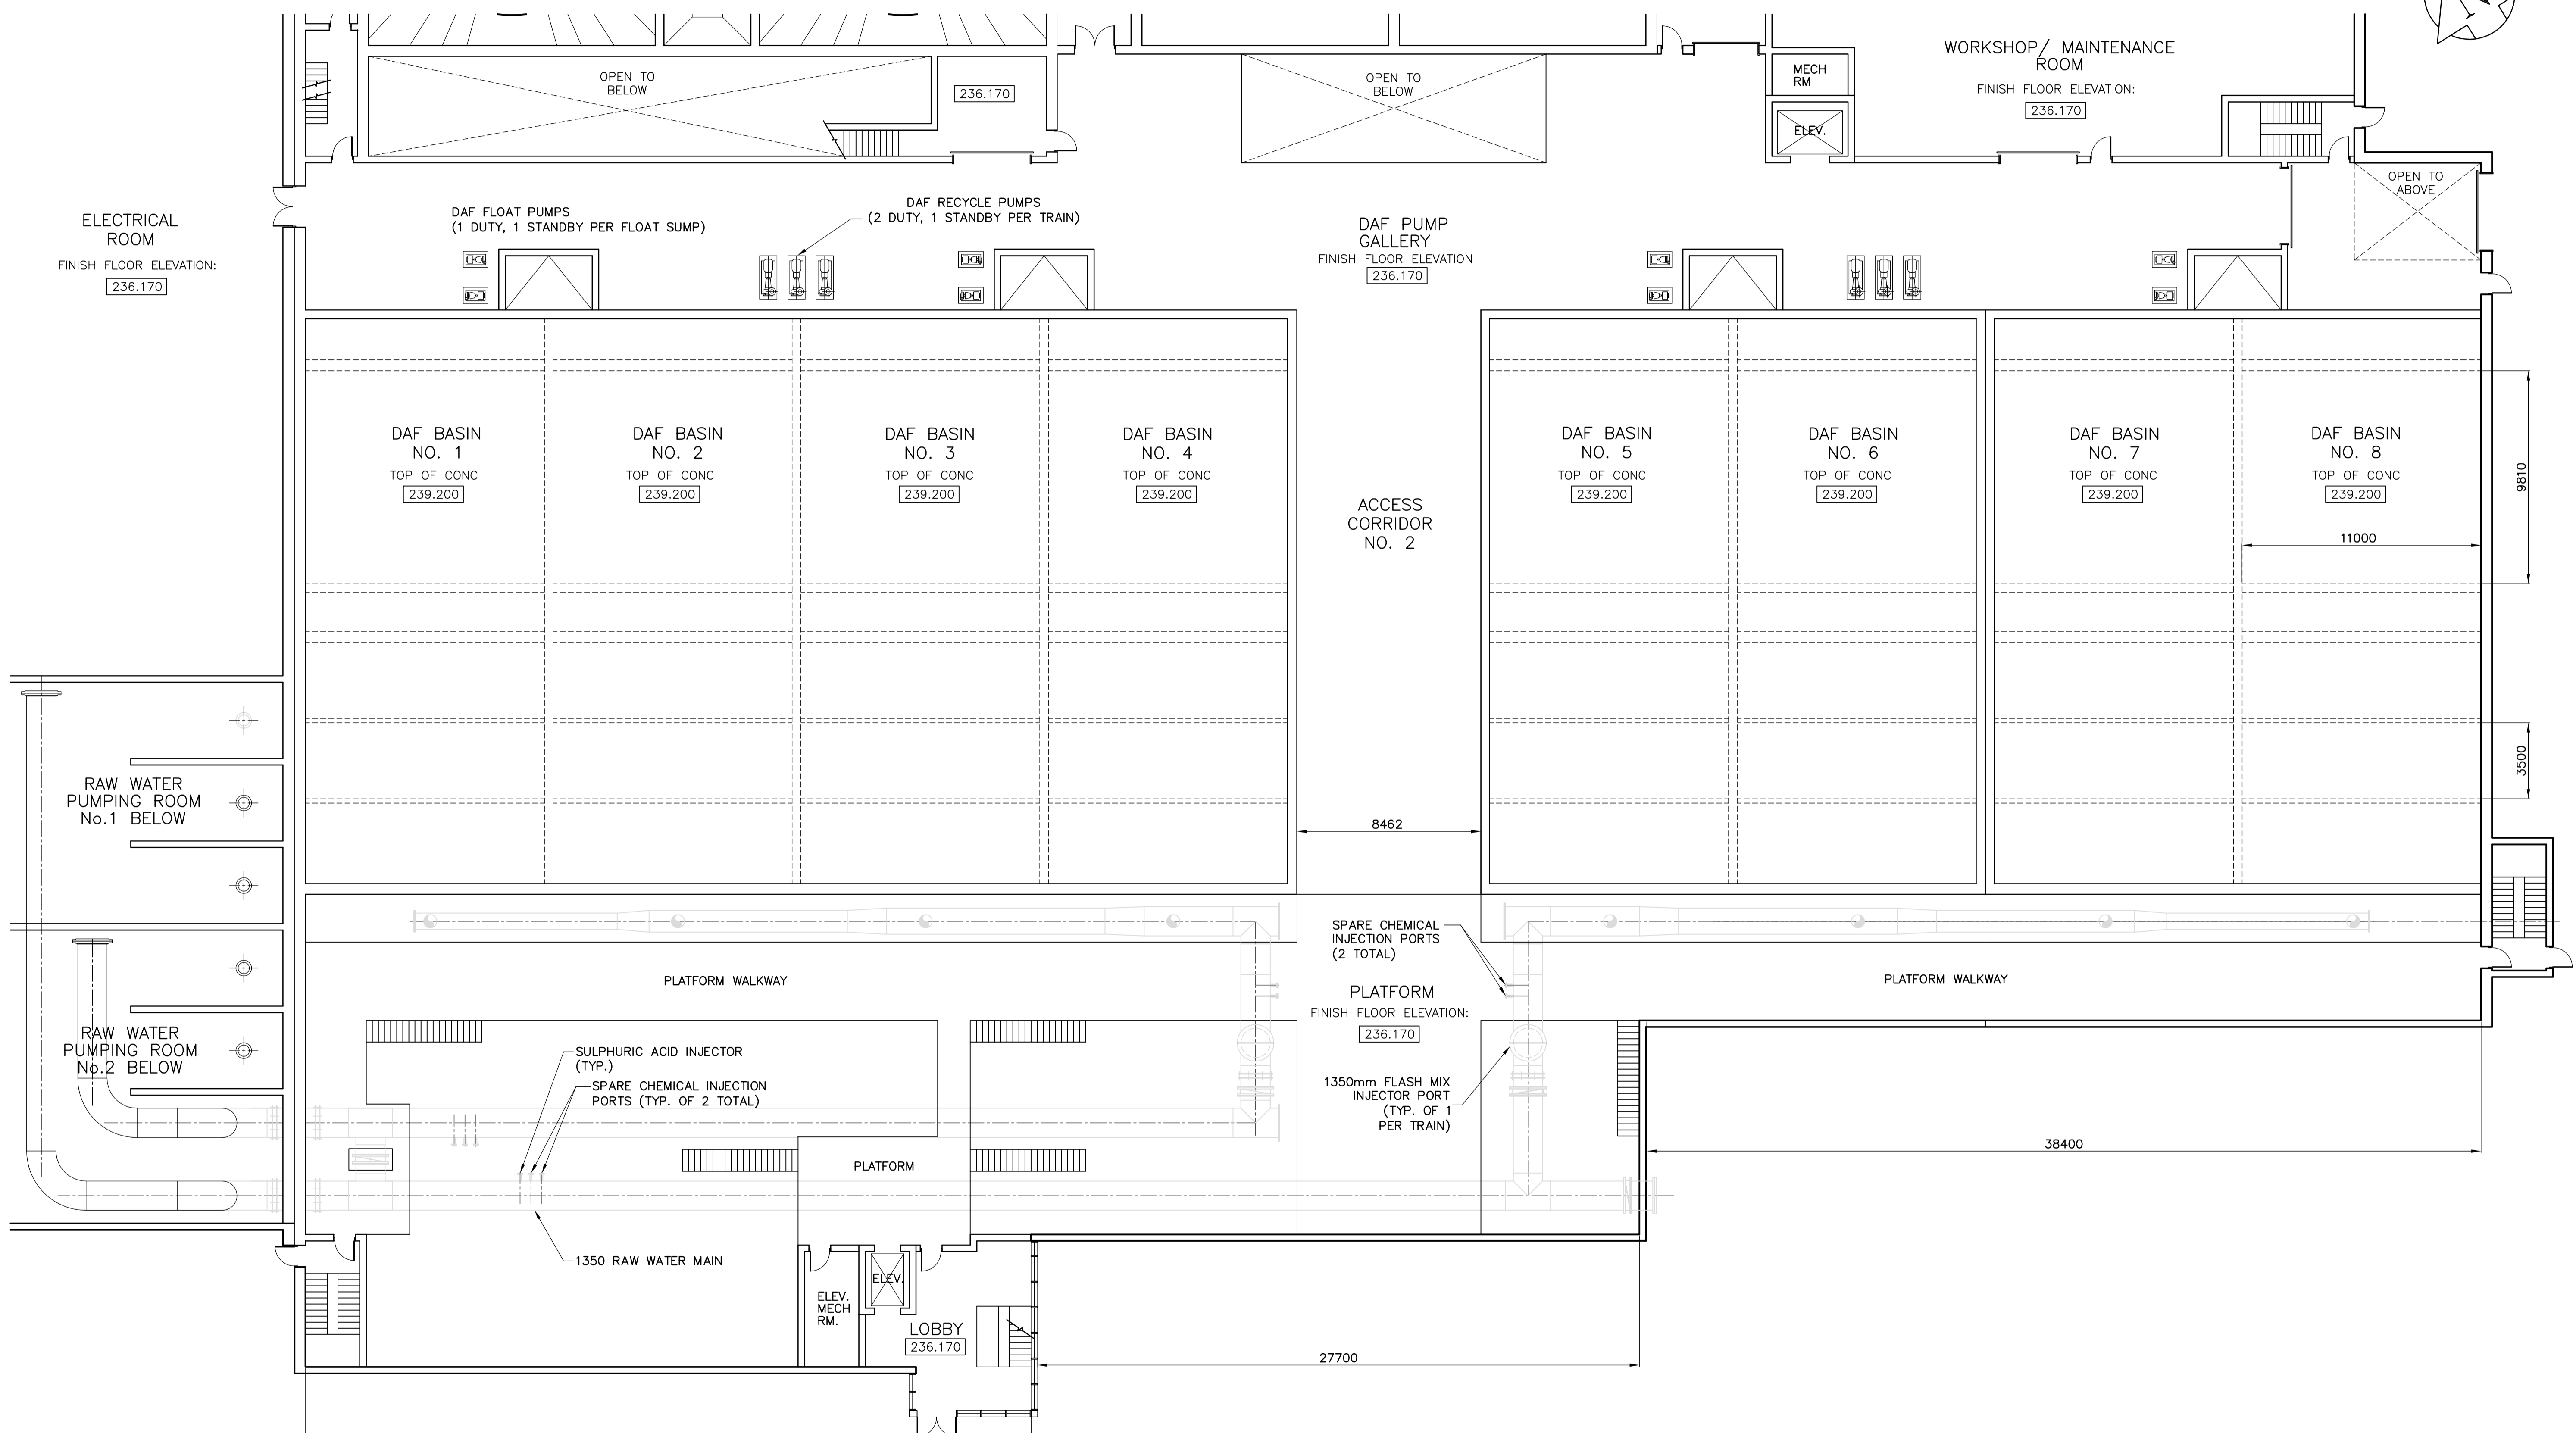 WORKSHOP/ MAINTENANCE
ROOM
FINISH FLOOR ELEVATION:
236.170
OPEN TO
BELOW
236.170
OPEN TO
BELOW
MECH
RM
ELEV.
OPEN TO
ABOVE
ELECTRICAL
ROOM
FINISH FLOOR ELEVATION:
236.170
DAF FLOAT PUMPS
(1 DUTY, 1 STANDBY PER FLOAT SUMP)
DAF RECYCLE PUMPS
(2 DUTY, 1 STANDBY PER TRAIN)
DAF PUMP
GALLERY
FINISH FLOOR ELEVATION
236.170
DAF BASIN
NO. 1
TOP OF CONC
239.200
DAF BASIN
NO. 2
TOP OF CONC
239.200
DAF BASIN
NO. 3
TOP OF CONC
239.200
DAF BASIN
NO. 4
TOP OF CONC
239.200
DAF BASIN
NO. 5
TOP OF CONC
239.200
DAF BASIN
NO. 6
TOP OF CONC
239.200
DAF BASIN
NO. 7
TOP OF CONC
239.200
DAF BASIN
NO. 8
TOP OF CONC
239.200
9810
ACCESS
CORRIDOR
NO. 2
11000
3500
RAW WATER
PUMPING ROOM
No.1 BELOW
8462
SPARE CHEMICAL
INJECTION PORTS
(2 TOTAL)
PLATFORM WALKWAY
PLATFORM WALKWAY
PLATFORM
FINISH FLOOR ELEVATION:
236.170
RAW WATER
PUMPING ROOM
No.2 BELOW
SULPHURIC ACID INJECTOR
(TYP.)
SPARE CHEMICAL INJECTION
PORTS (TYP. OF 2 TOTAL)
1350mm FLASH MIX
INJECTOR PORT
(TYP. OF 1
PER TRAIN)
38400
PLATFORM
1350 RAW WATER MAIN
ELEV.
ELEV.
MECH
RM.
LOBBY
236.170
27700